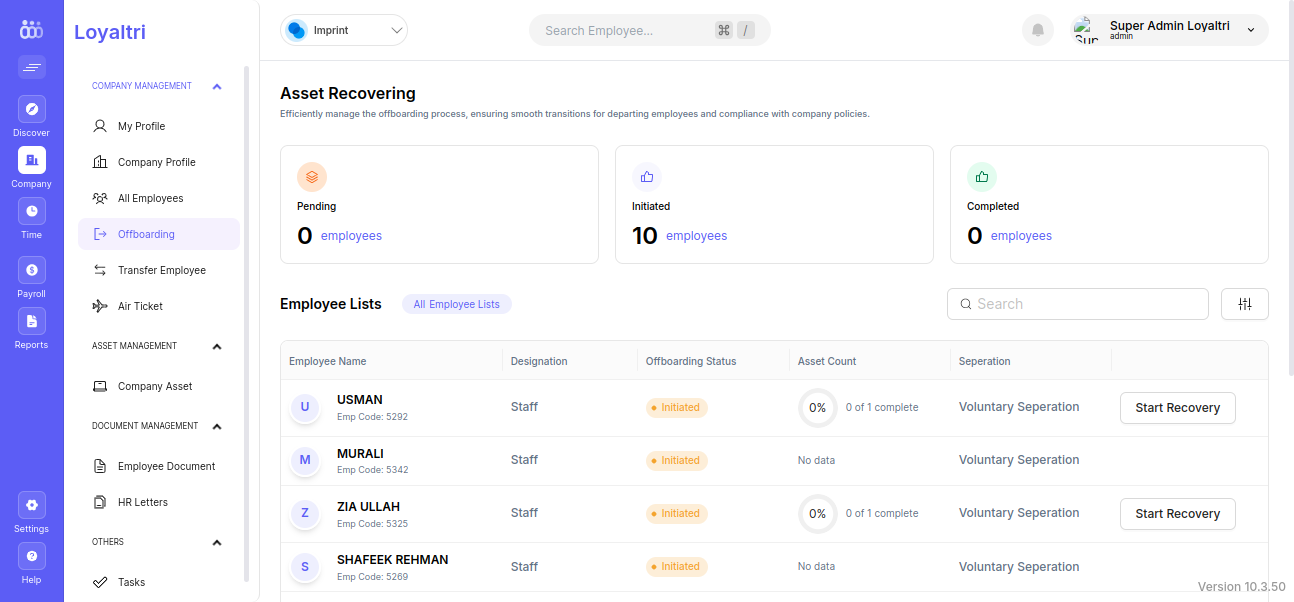 Discover
Company
Time
Payroll
Reports
Settings
Help
Loyaltri
COMPANY MANAGEMENT
My Profile
Company Profile
All Employees
Offboarding
Transfer Employee
Air Ticket
ASSET MANAGEMENT
Company Asset
DOCUMENT MANAGEMENT
Employee Document
HR Letters
OTHERS
Tasks
Imprint
Search Employee... ⌘ /
Super Admin Loyaltri
admin
Asset Recovering
Efficiently manage the offboarding process, ensuring smooth transitions for departing employees and compliance with company policies.
Pending
0 employees
Initiated
10 employees
Completed
0 employees
Employee Lists All Employee Lists Search
Employee Name Designation Offboarding Status Asset Count Seperation
U USMAN Staff Initiated 0% 0 of 1 complete Voluntary Seperation Start Recovery
Emp Code: 5292
M MURALI Staff Initiated No data Voluntary Seperation
Emp Code: 5342
Z ZIA ULLAH Staff Initiated 0% 0 of 1 complete Voluntary Seperation Start Recovery
Emp Code: 5325
S SHAFEEK REHMAN Staff Initiated No data Voluntary Seperation
Emp Code: 5269
Version 10.3.50